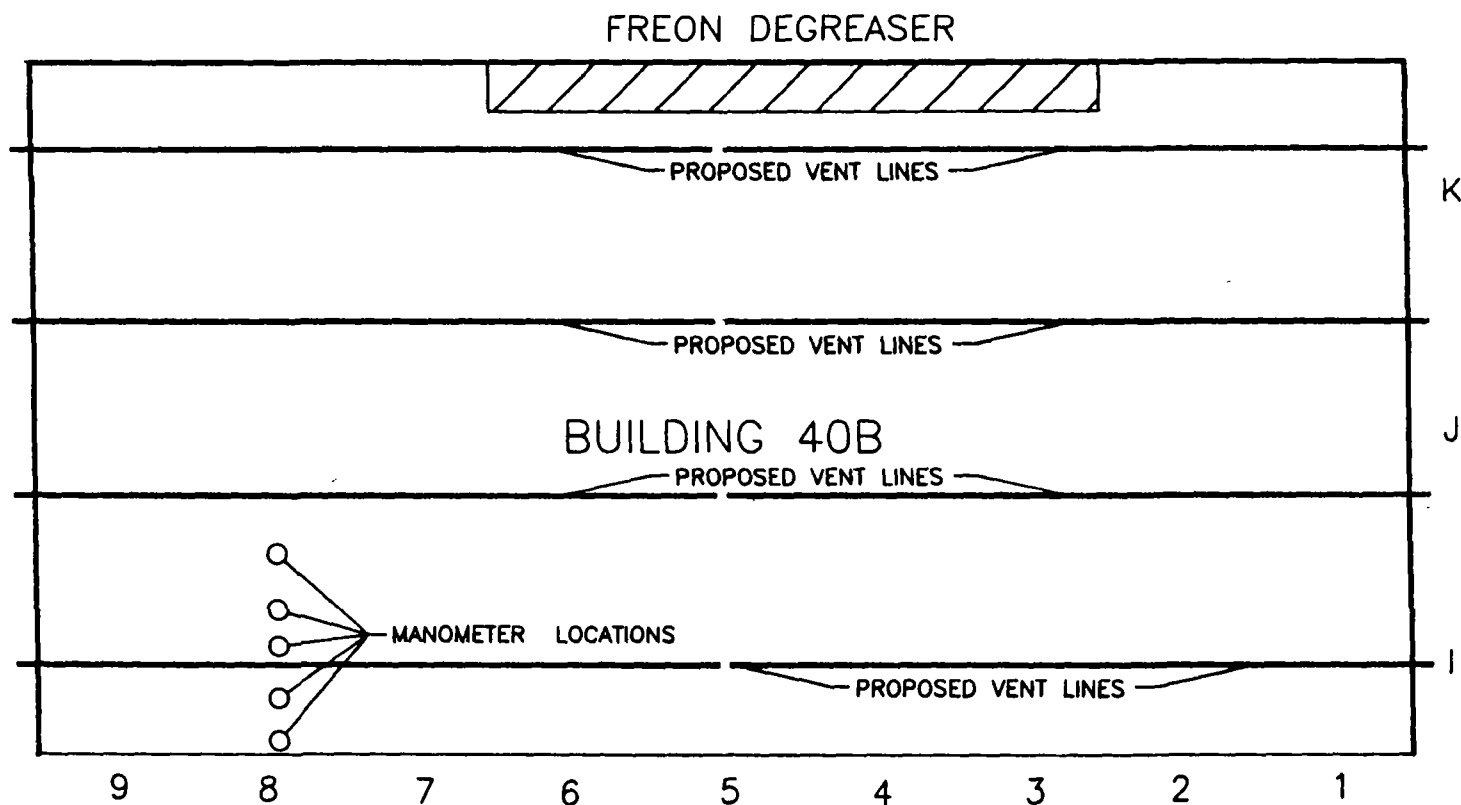 FREON DEGREASER
PROPOSED VENT LINES
K
PROPOSED VENT LINES
BUILDING 40B
J
PROPOSED VENT LINES
MANOMETER LOCATIONS
I
PROPOSED VENT LINES
9 8 7 6 5 4 3 2 1